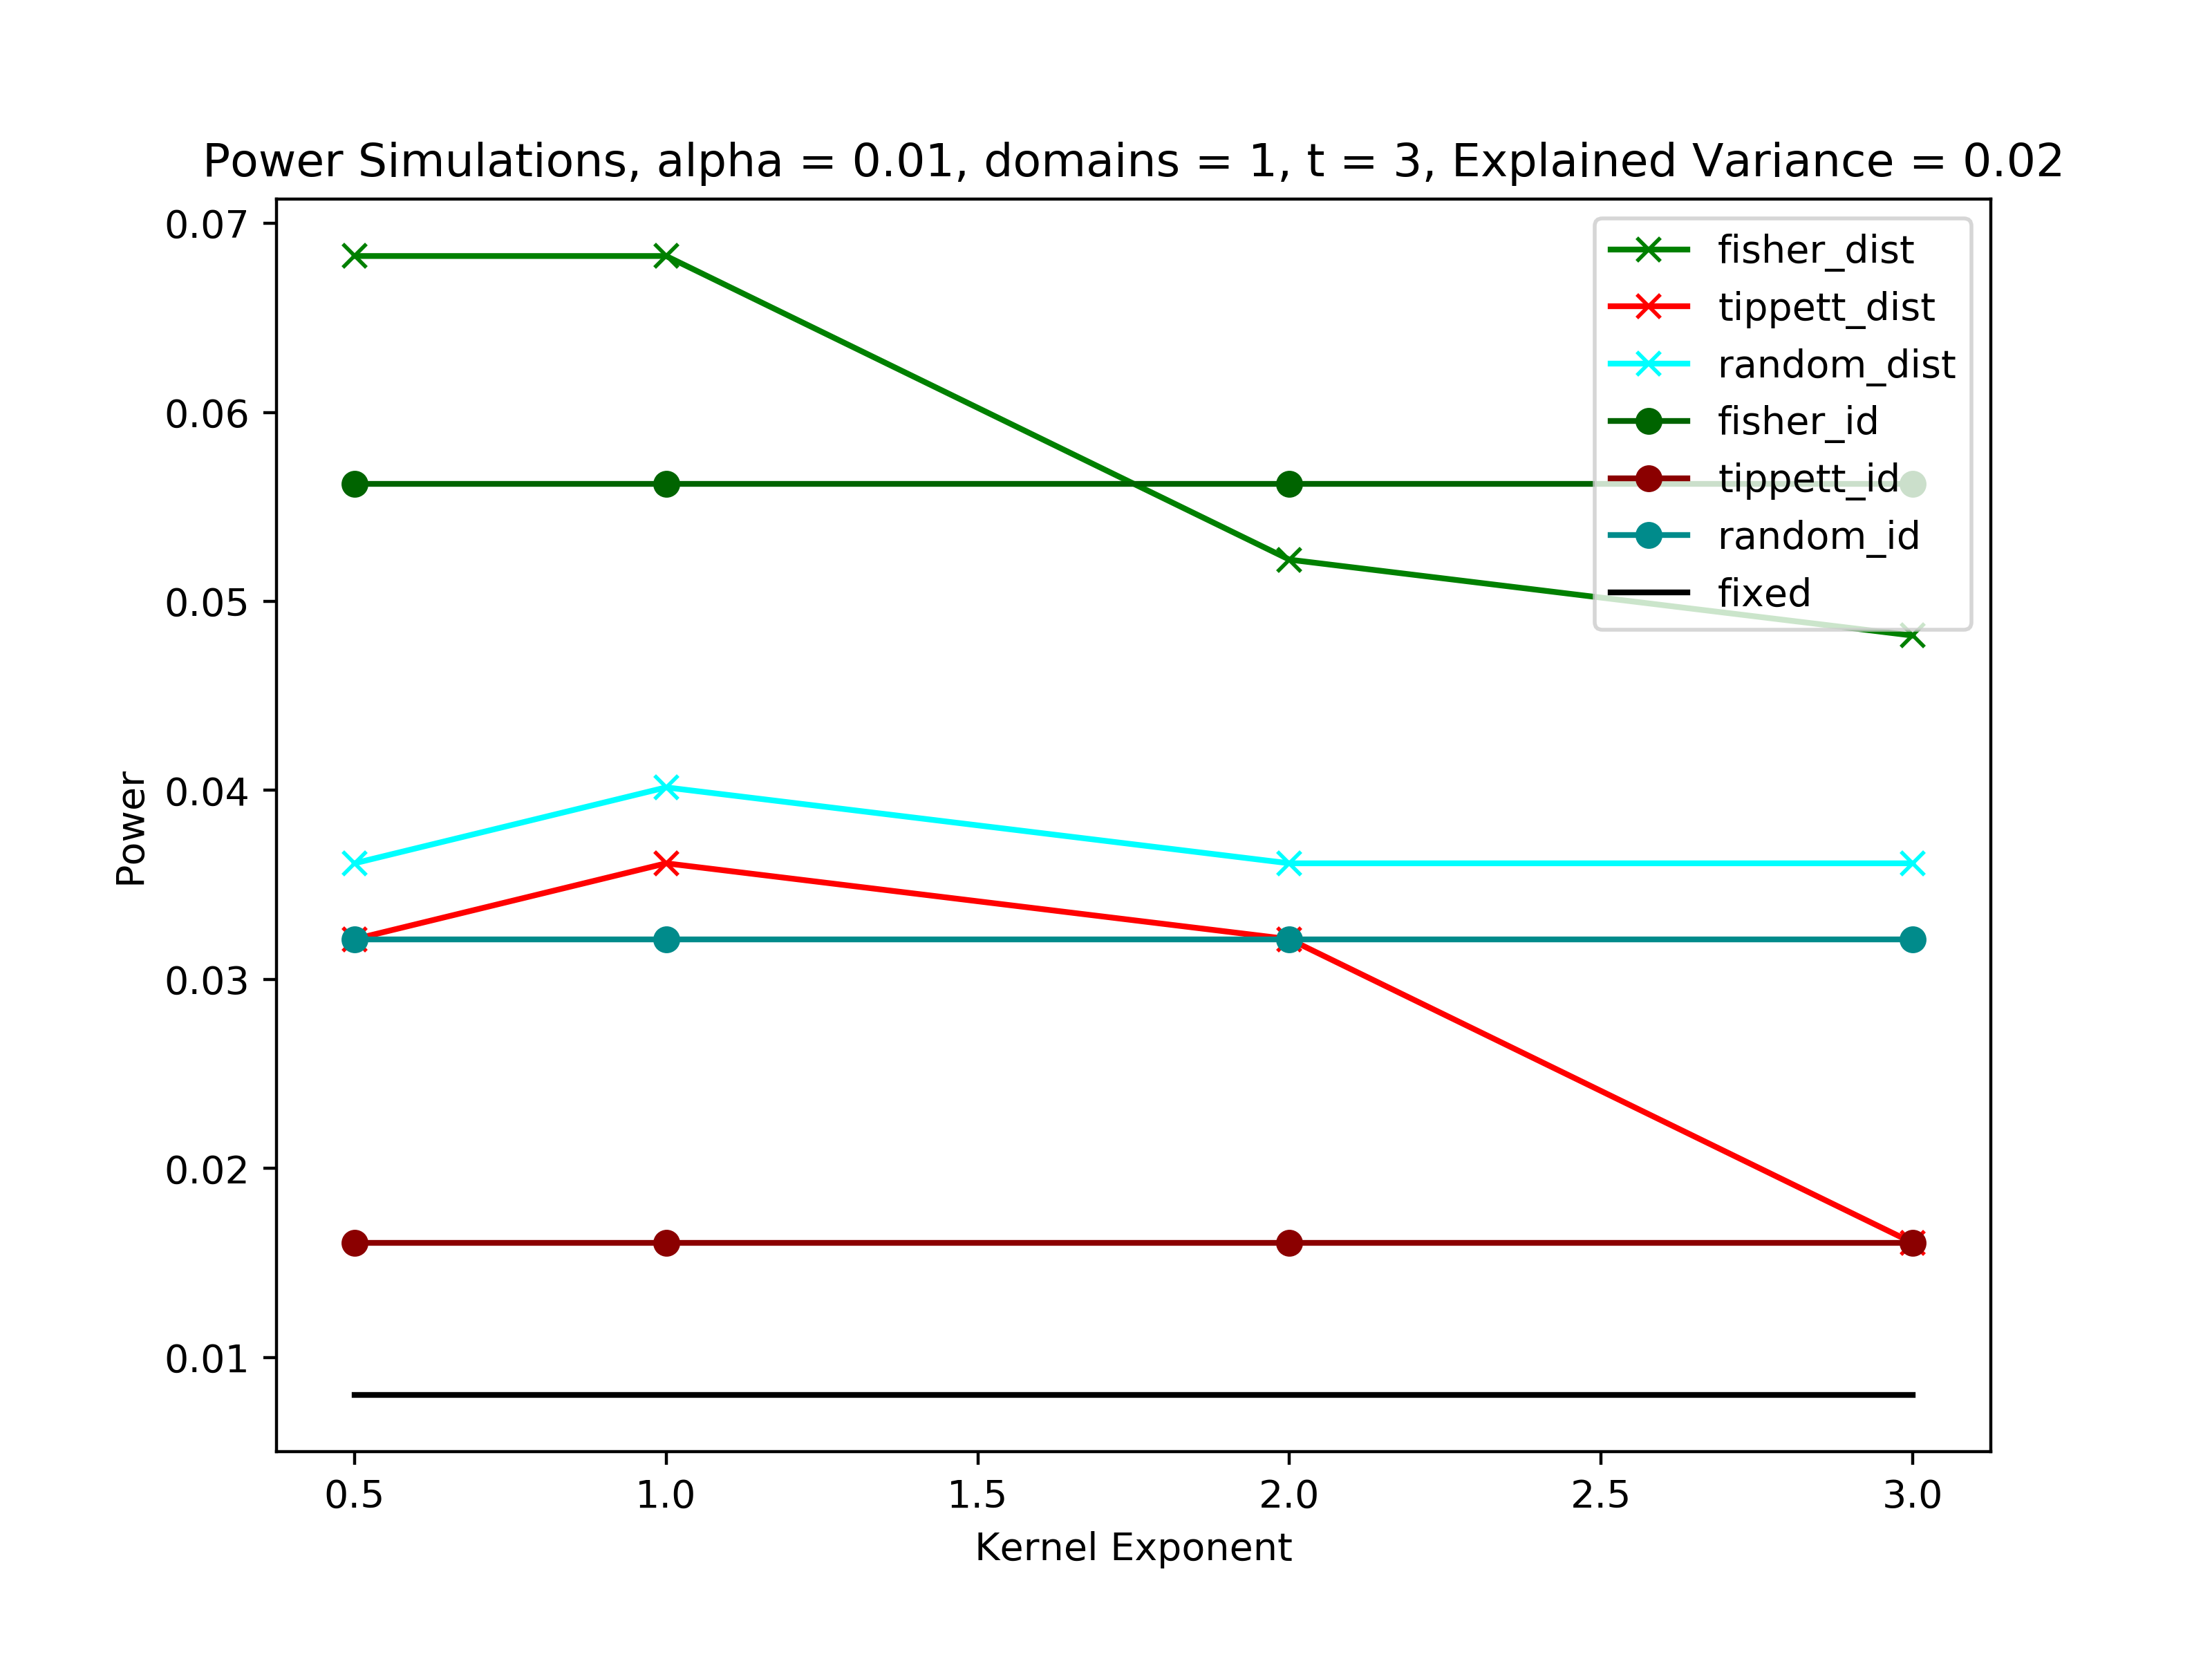 Power Simulations, alpha = 0.01, domains = 1, t = 3, Explained Variance = 0.02
0.07
0.06
0.05
0.04
0.03
0.02
0.01
Power
fisher_dist
tippett_dist
random_dist
fisher_id
tippett_id
random_id
fixed
0.5 1.0 1.5 2.0 2.5 3.0
Kernel Exponent